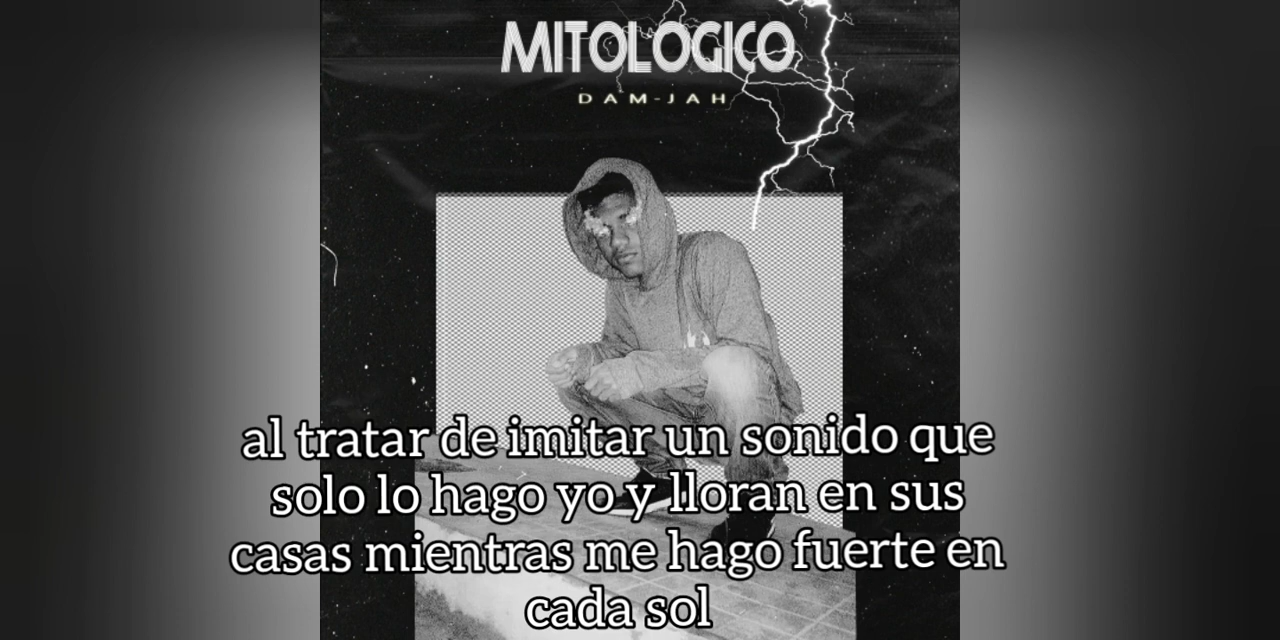 MITOLOGICO
DAM-JAH
al tratar de imitar un sonido que
solo lo hago yo y lloran en sus
casas mientras me hago fuerte en
cada sol